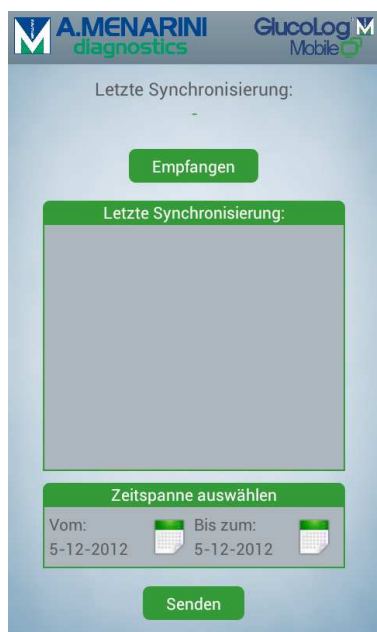 A.MENARINI
diagnostics
GlucoLog
Mobile
Letzte Synchronisierung:
-
Empfangen
Letzte Synchronisierung:
Zeitspanne auswählen
Vom:
5-12-2012
Bis zum:
5-12-2012
Senden